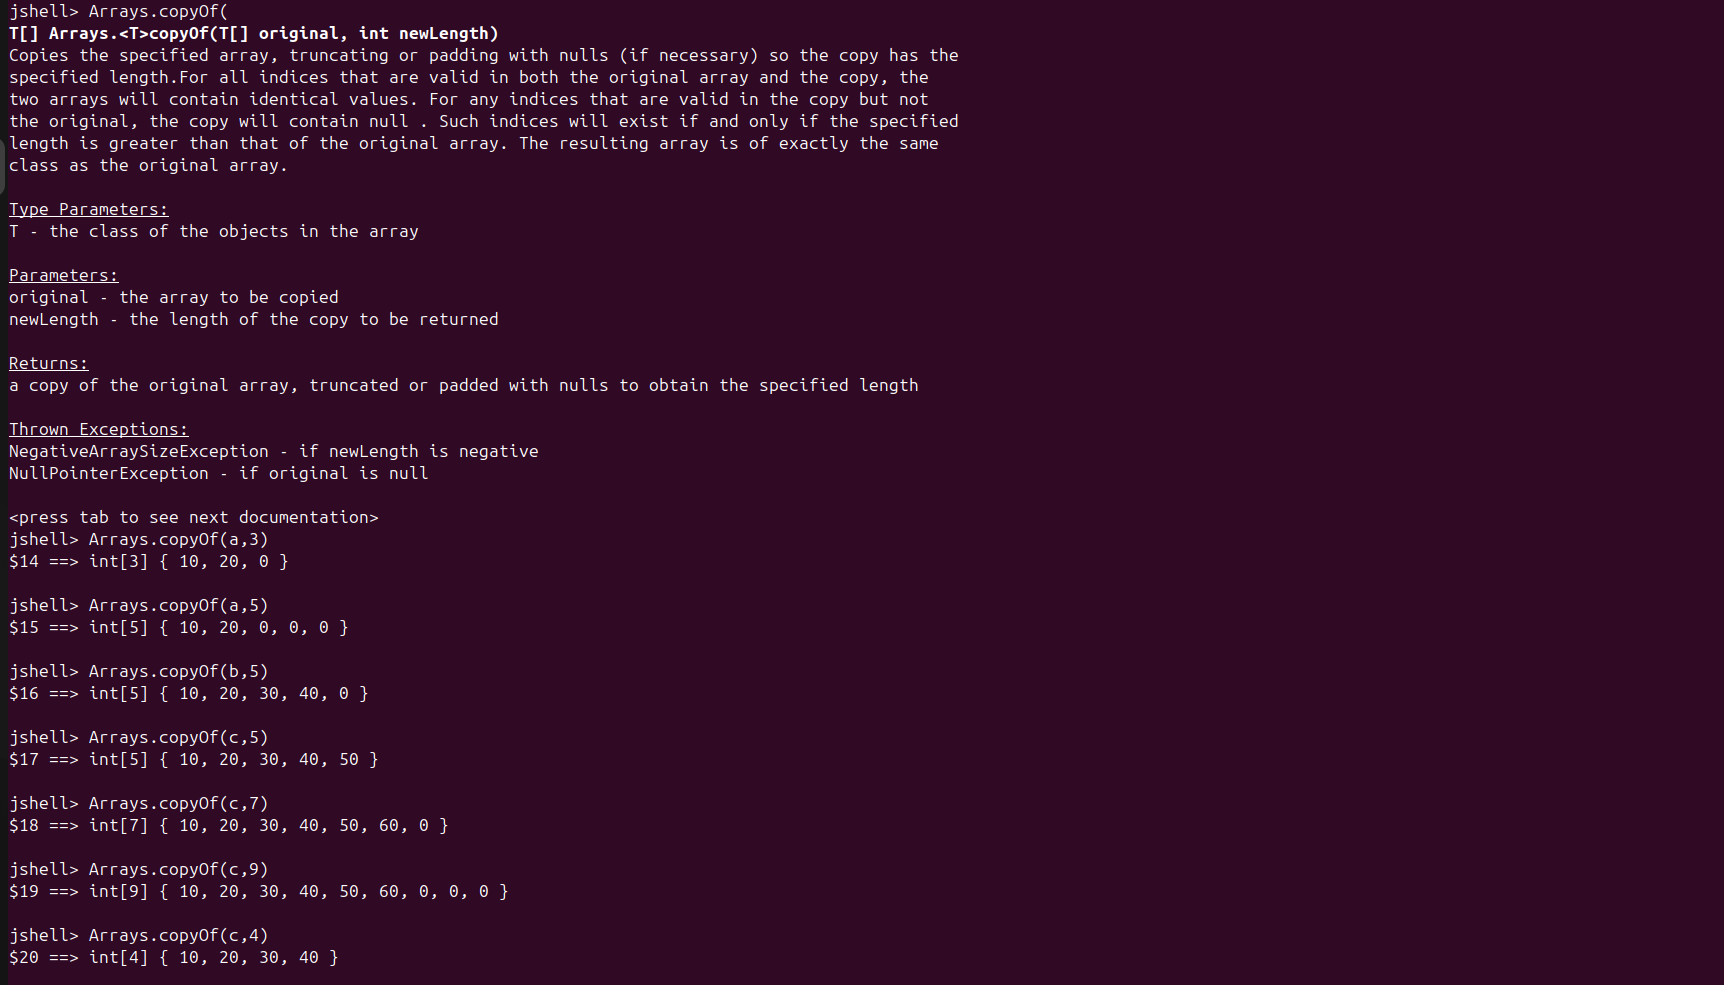 jshell> Arrays.copyOf(
T[] Arrays.<T>copyOf(T[] original, int newLength)
Copies the specified array, truncating or padding with nulls (if necessary) so the copy has the
specified length.For all indices that are valid in both the original array and the copy, the
two arrays will contain identical values. For any indices that are valid in the copy but not
the original, the copy will contain null . Such indices will exist if and only if the specified
length is greater than that of the original array. The resulting array is of exactly the same
class as the original array.
Type Parameters:
T - the class of the objects in the array
Parameters:
original - the array to be copied
newLength - the length of the copy to be returned
Returns:
a copy of the original array, truncated or padded with nulls to obtain the specified length
Thrown Exceptions:
NegativeArraySizeException - if newLength is negative
NullPointerException - if original is null
<press tab to see next documentation>
jshell> Arrays.copyOf(a,3)
$14 ==> int[3] { 10, 20, 0 }
jshell> Arrays.copyOf(a,5)
$15 ==> int[5] { 10, 20, 0, 0, 0 }
jshell> Arrays.copyOf(b,5)
$16 ==> int[5] { 10, 20, 30, 40, 0 }
jshell> Arrays.copyOf(c,5)
$17 ==> int[5] { 10, 20, 30, 40, 50 }
jshell> Arrays.copyOf(c,7)
$18 ==> int[7] { 10, 20, 30, 40, 50, 60, 0 }
jshell> Arrays.copyOf(c,9)
$19 ==> int[9] { 10, 20, 30, 40, 50, 60, 0, 0, 0 }
jshell> Arrays.copyOf(c,4)
$20 ==> int[4] { 10, 20, 30, 40 }